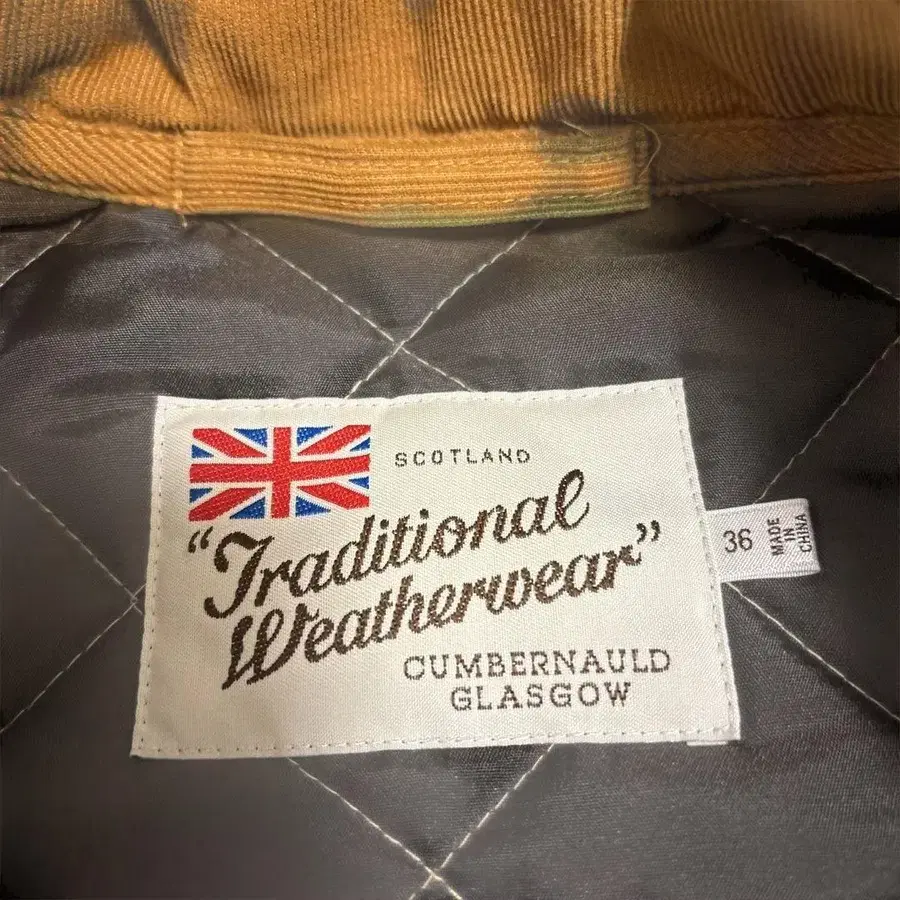 SCOTLAND
“Traditional
Weatherwear”
CUMBERNAULD
GLASGOW
36
MADE
IN
CHINA